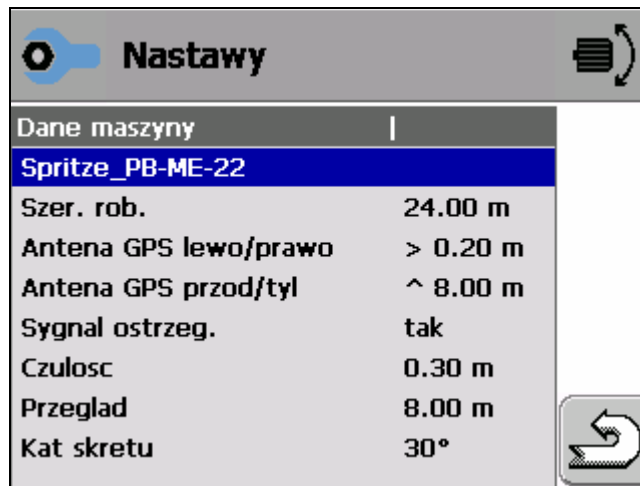 Nastawy
Dane maszyny
Spritze_PB-ME-22
Szer. rob. 24.00 m
Antena GPS lewo/prawo > 0.20 m
Antena GPS przod/tyl ^ 8.00 m
Sygnal ostrzeg. tak
Czulosc 0.30 m
Przeglad 8.00 m
Kat skretu 30°